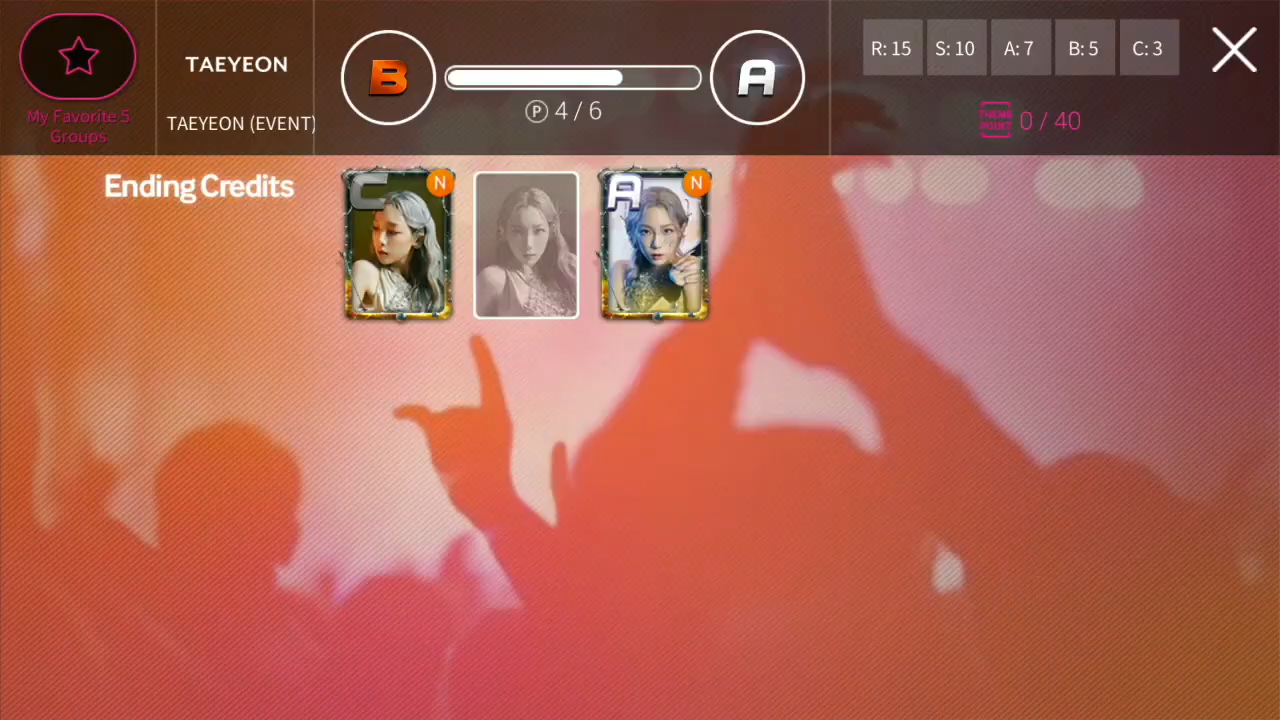 My Favorite 5
Groups
TAEYEON
TAEYEON (EVENT)
B
P 4 / 6
A
R: 15
S: 10
A: 7
B: 5
C: 3
THEME
POINT
0 / 40
Ending Credits
C
N
A
N